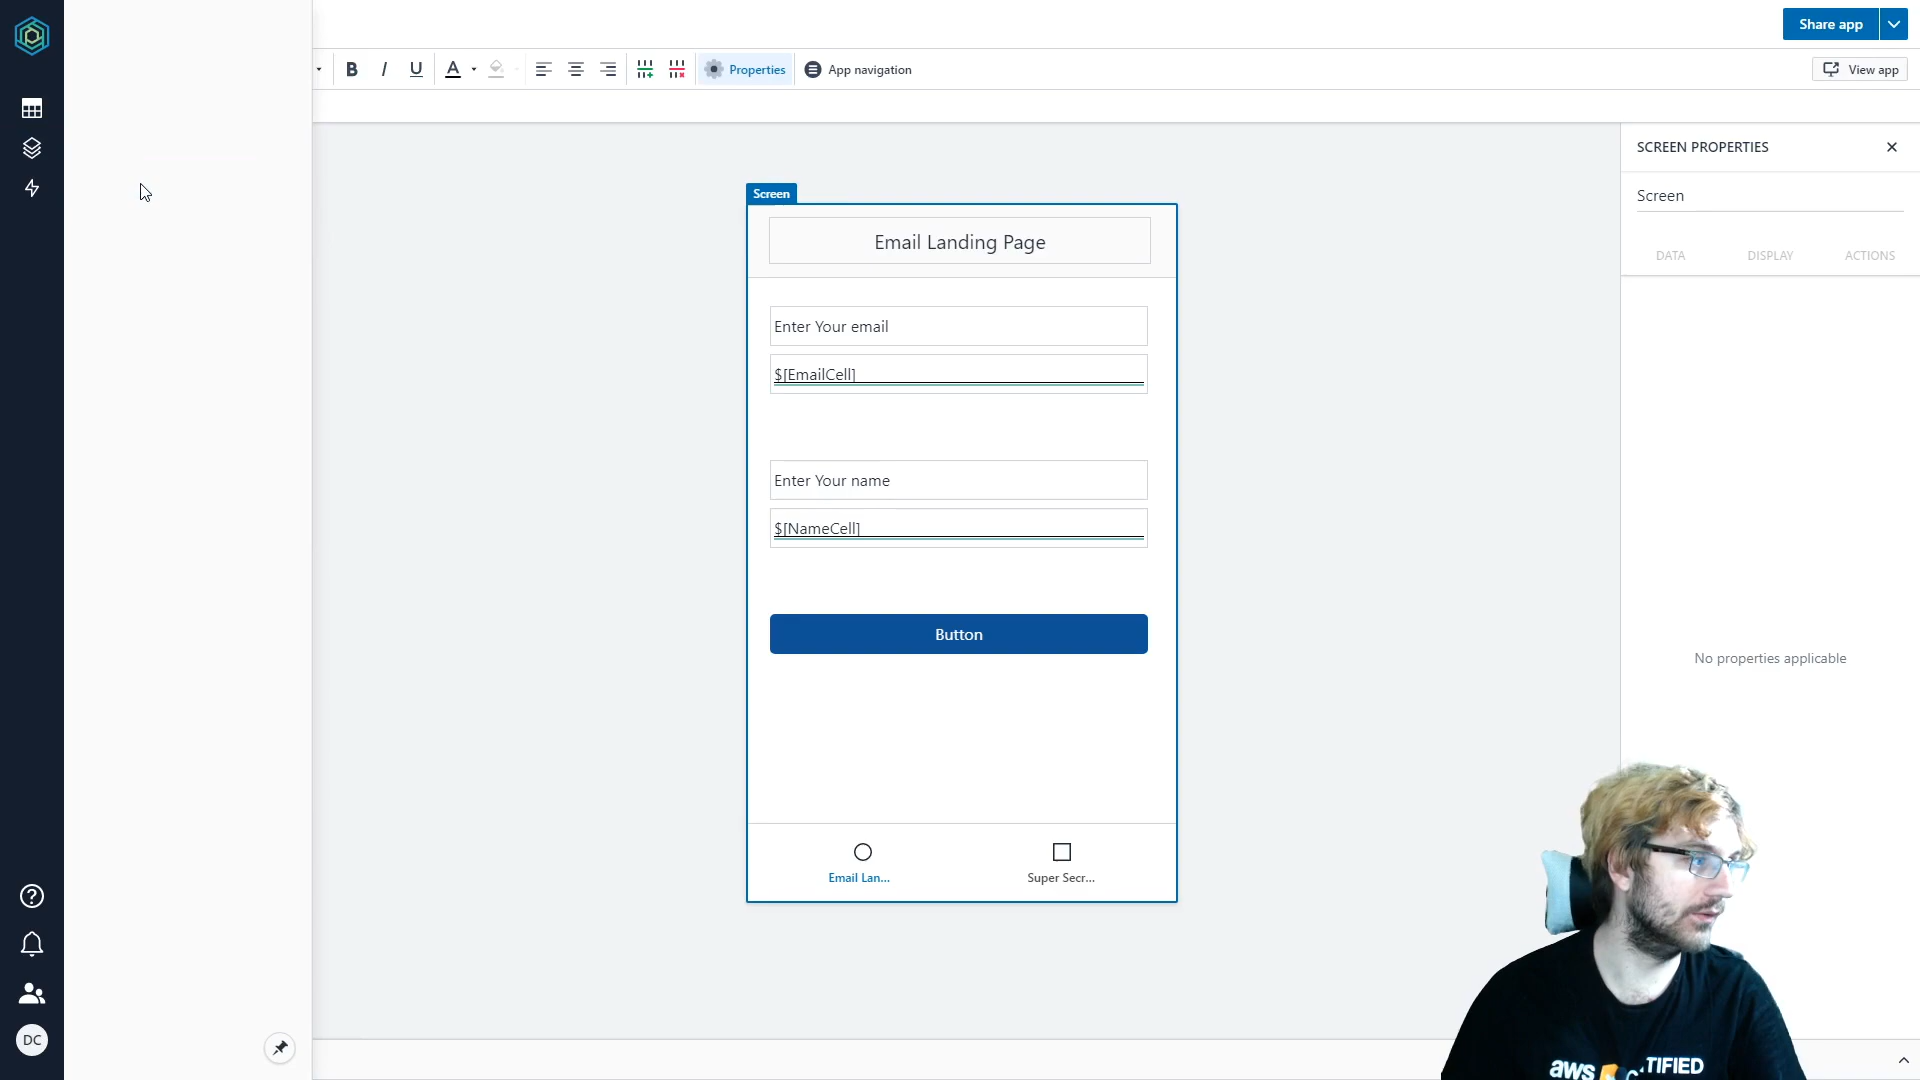 Share app
B I U A Properties App navigation View app
SCREEN PROPERTIES
Screen
Screen
Email Landing Page
DATA DISPLAY ACTIONS
Enter Your email
$[EmailCell]
Enter Your name
$[NameCell]
Button
No properties applicable
Email Lan...
Super Secr...
DC
aws